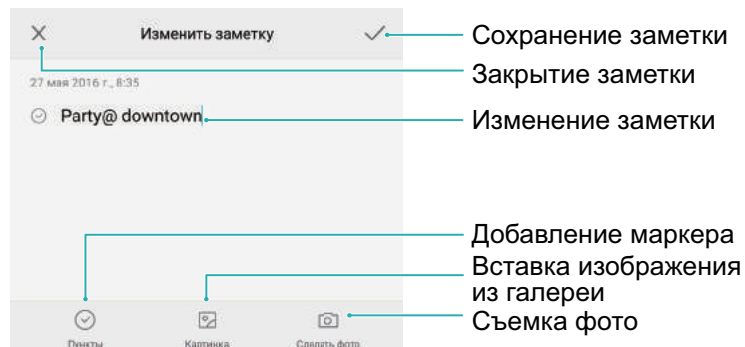 Изменить заметку
Сохранение заметки
Закрытие заметки
27 мая 2016 г., 8:35
Party@ downtown
Изменение заметки
Добавление маркера
Вставка изображения
из галереи
Съемка фото
Пункты
Картинка
Сделать фото